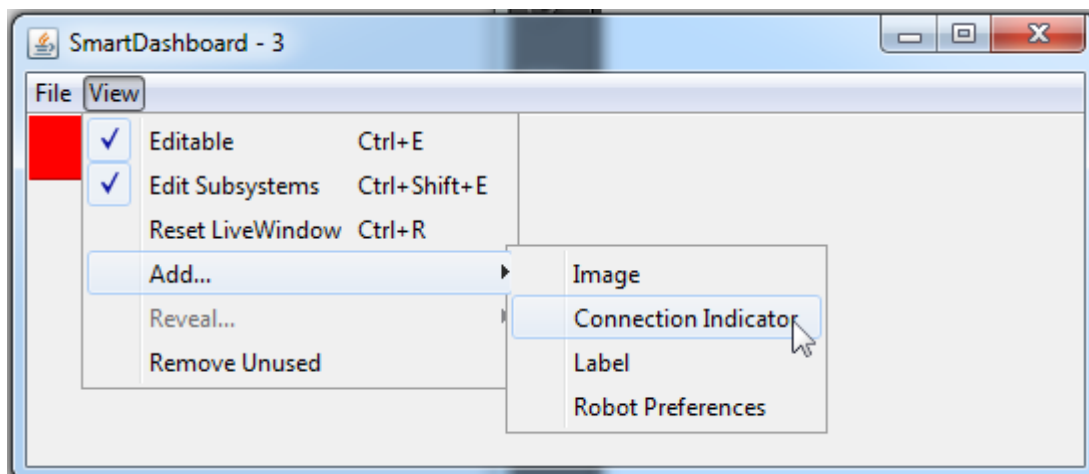 SmartDashboard - 3
File View
Editable Ctrl+E
Edit Subsystems Ctrl+Shift+E
Reset LiveWindow Ctrl+R
Add...
Reveal...
Remove Unused
Image
Connection Indicator
Label
Robot Preferences